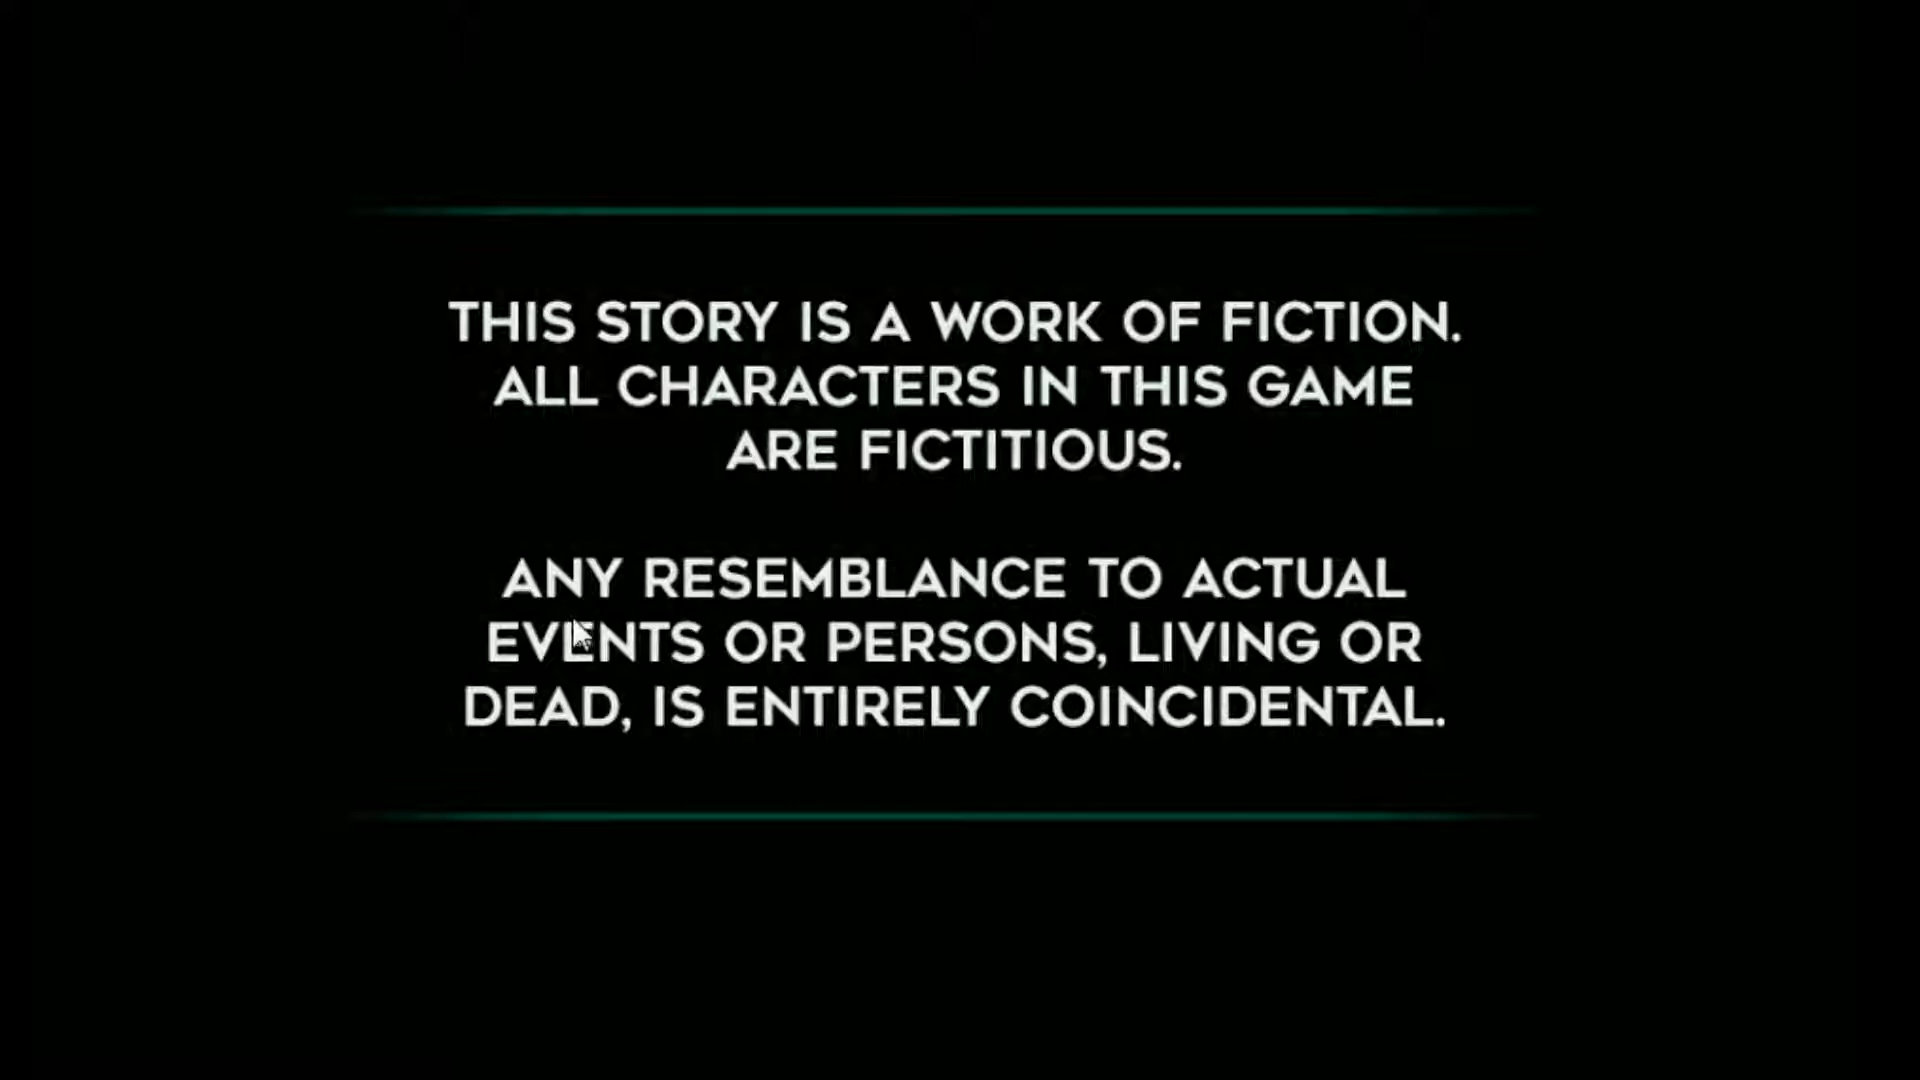 THIS STORY IS A WORK OF FICTION.
ALL CHARACTERS IN THIS GAME
ARE FICTITIOUS.
ANY RESEMBLANCE TO ACTUAL
EVENTS OR PERSONS, LIVING OR
DEAD, IS ENTIRELY COINCIDENTAL.